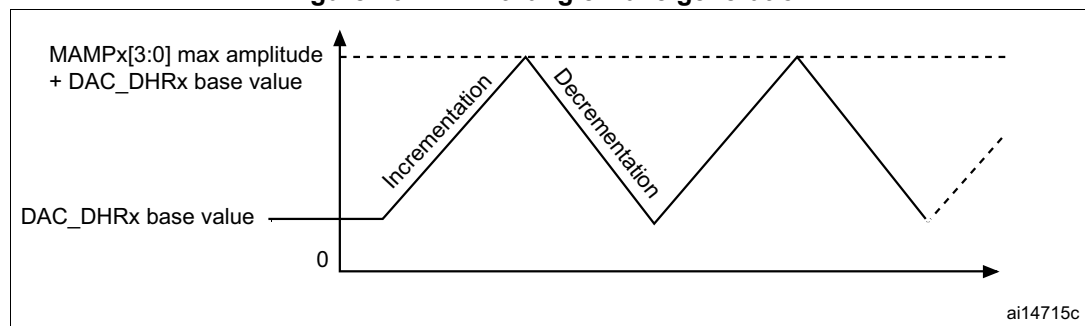 MAMPx[3:0] max amplitude
+ DAC_DHRx base value
Incrementation
Decrementation
DAC_DHRx base value
0
ai14715c